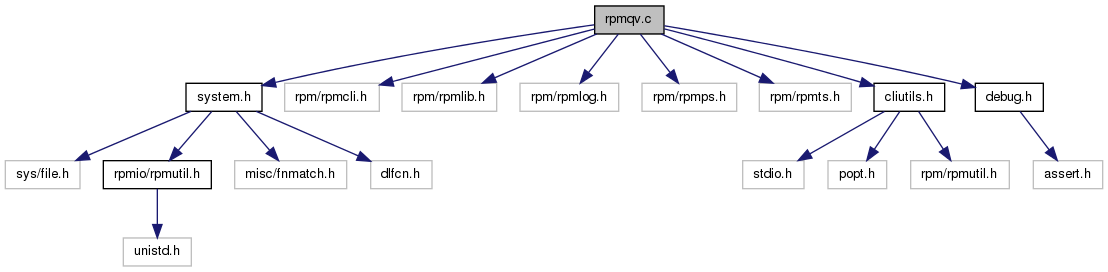 rpmqv.c
system.h
rpm/rpmcli.h
rpm/rpmlib.h
rpm/rpmlog.h
rpm/rpmps.h
rpm/rpmts.h
cliutils.h
debug.h
sys/file.h
rpmio/rpmutil.h
misc/fnmatch.h
dlfcn.h
stdio.h
popt.h
rpm/rpmutil.h
assert.h
unistd.h